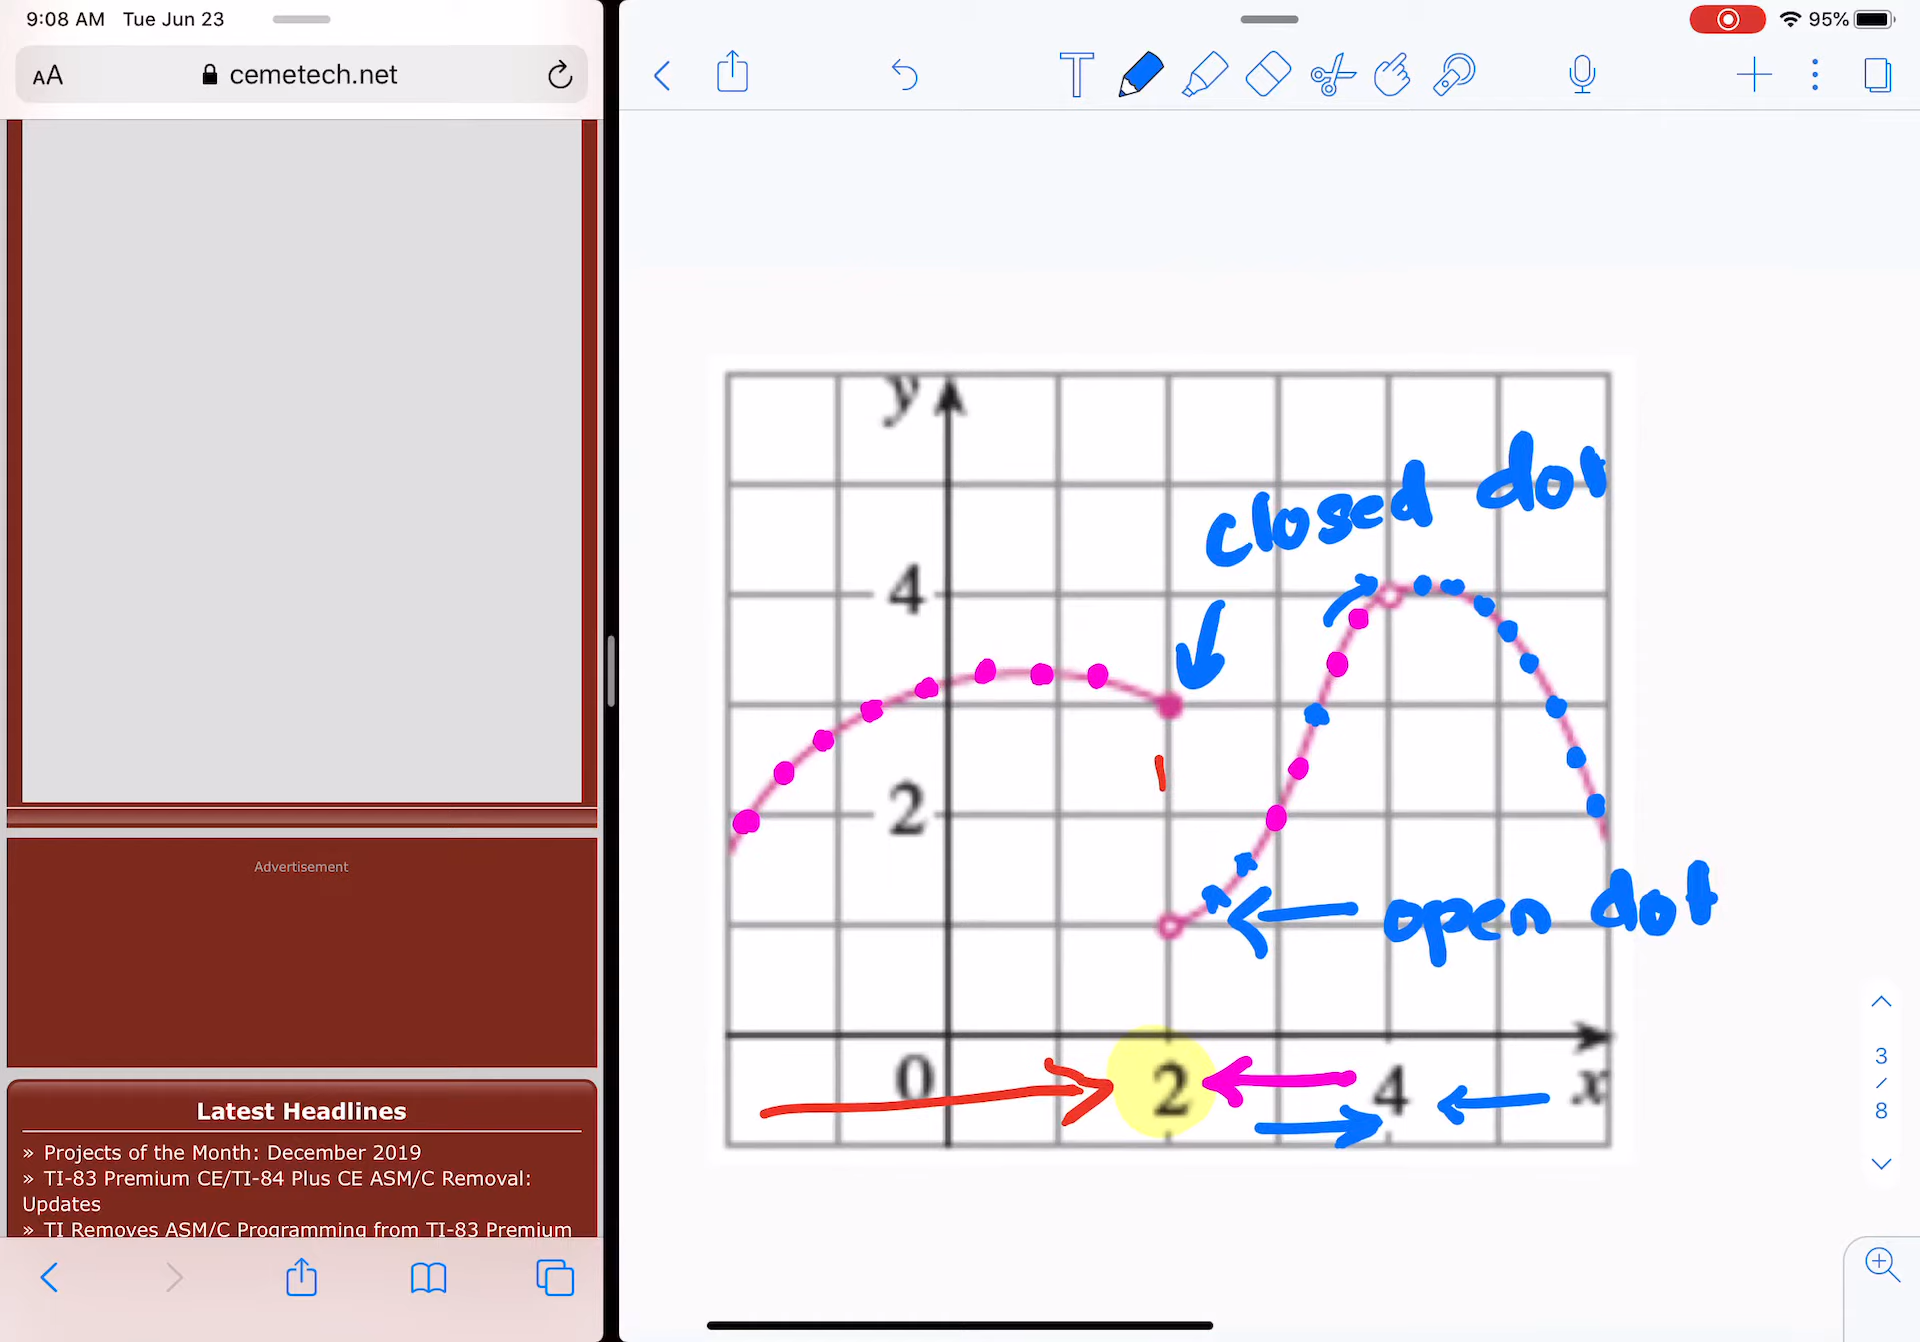 9:08 AM Tue Jun 23
95%
AA cemetech.net
T
Advertisement
Latest Headlines
» Projects of the Month: December 2019
» TI-83 Premium CE/TI-84 Plus CE ASM/C Removal:
Updates
» TI Removes ASM/C Programming from TI-83 Premium
y
closed dot
4
2
open dot
0 2 4 x
3
/
8